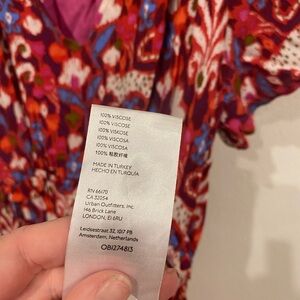 100% VISCOSE
100% VISCOSE
100% VISKOSE
100% VISCOSA
100% VISCOSA
100% 粘胶纤维
MADE IN TURKEY
HECHO EN TURQUÍA
RN 66170
CA 32054
Urban Outfitters, Inc.
146 Brick Lane
LONDON, E1 6RU
Leidsestraat 32, 1017 PB
Amsterdam, Netherlands
OB1274813